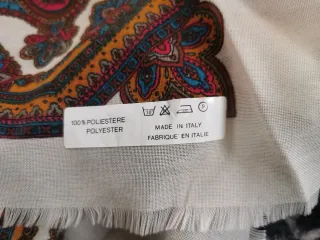 100% POLIESTERE
POLYESTER
MADE IN ITALY
FABRIQUE EN ITALIE